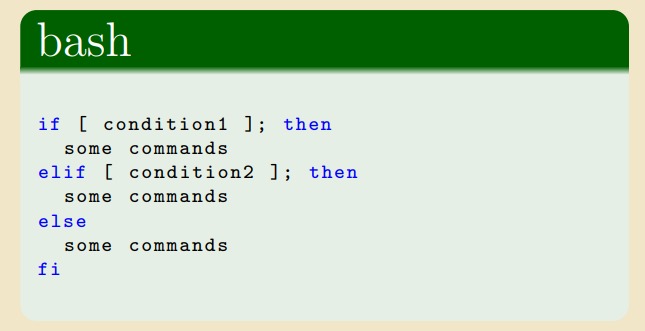 bash
if [ condition1 ]; then
  some commands
elif [ condition2 ]; then
  some commands
else
  some commands
fi